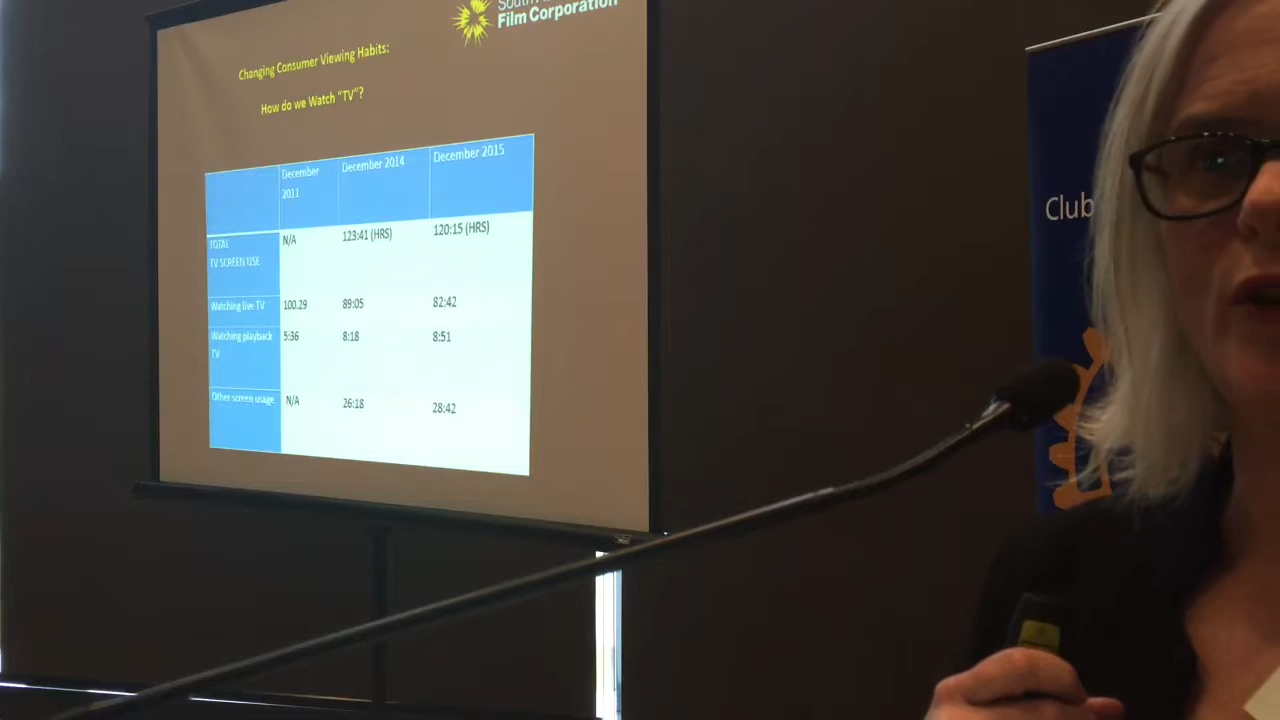 South
Film Corporation
Changing Consumer Viewing Habits:
How do we Watch "TV"?
December 2011 December 2014 December 2015
TOTAL TV SCREEN USE N/A 123:41 (HRS) 120:15 (HRS)
Watching live TV 100.29 89:05 82:42
Watching playback TV 5:36 8:18 8:51
Other screen usage N/A 26:18 28:42
Club